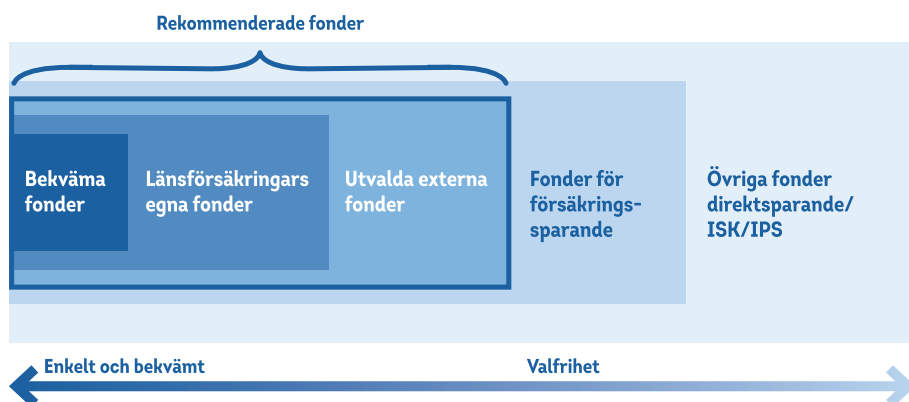 Rekommenderade fonder
Bekväma
fonder
Länsförsäkringars
egna fonder
Utvalda externa
fonder
Fonder för
försäkrings-
sparande
Övriga fonder
direktsparande/
ISK/IPS
Enkelt och bekvämt
Valfrihet